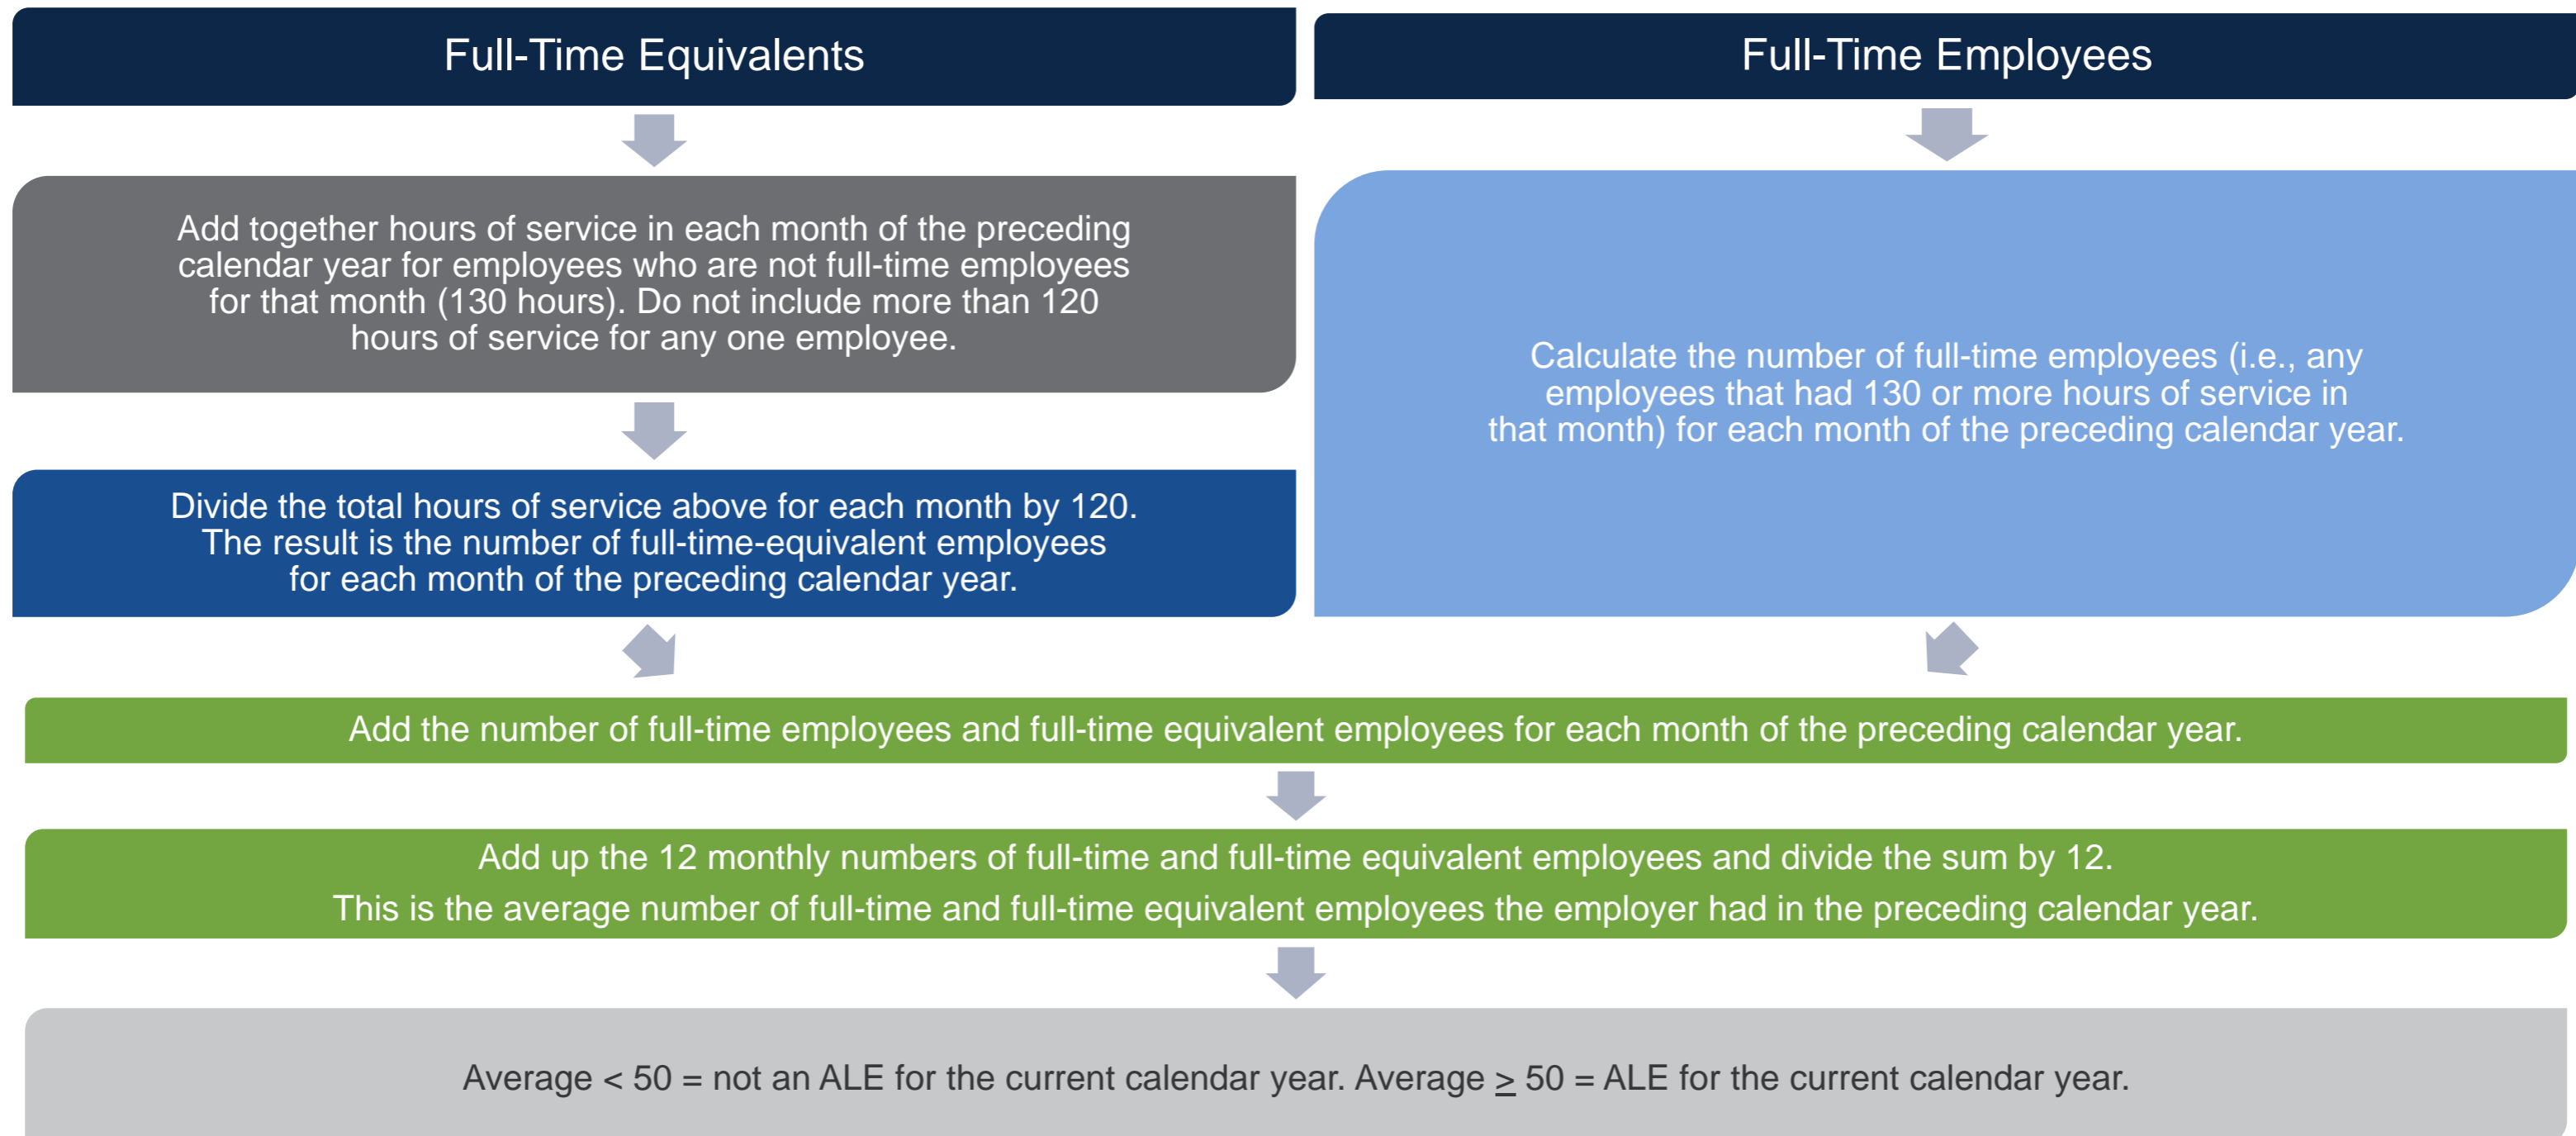 Full-Time Equivalents
Add together hours of service in each month of the preceding
calendar year for employees who are not full-time employees
for that month (130 hours). Do not include more than 120
hours of service for any one employee.
Divide the total hours of service above for each month by 120.
The result is the number of full-time-equivalent employees
for each month of the preceding calendar year.
Full-Time Employees
Calculate the number of full-time employees (i.e., any
employees that had 130 or more hours of service in
that month) for each month of the preceding calendar year.
Add the number of full-time employees and full-time equivalent employees for each month of the preceding calendar year.
Add up the 12 monthly numbers of full-time and full-time equivalent employees and divide the sum by 12.
This is the average number of full-time and full-time equivalent employees the employer had in the preceding calendar year.
Average < 50 = not an ALE for the current calendar year. Average ≥ 50 = ALE for the current calendar year.